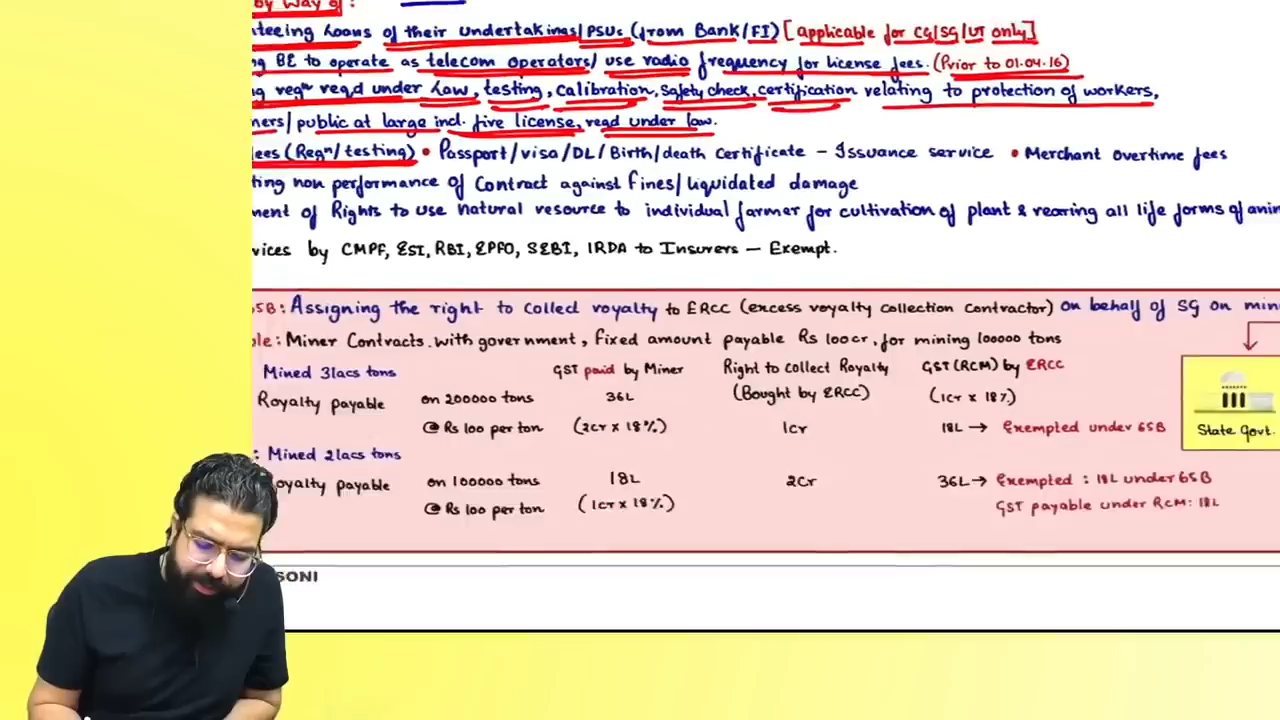 by way of :
nteeing Loans of their undertakings/PSUs (from Bank/FI) [applicable for CG/SG/UT only]
ng BE to operate as telecom operators/ use radio frequency for license fees. (Prior to 01.04.16)
ng regn reqd under Law, testing, Calibration, Safety check, certification relating to protection of workers,
mers/ public at large incl. fire license, reqd under law.
fees (Regn/ testing) • Passport/visa/DL/Birth/death Certificate – Issuance service • Merchant overtime fees
ting non performance of Contract against Fines/liquidated damage
ment of Rights to use Natural resource to individual farmer for cultivation of plant & rearing all life forms of anim
vices by CMPF, ESI, RBI, EPFO, SEBI, IRDA to Insurers – Exempt.
65B: Assigning the right to collect royalty to ERCC (excess royalty collection contractor) on behalf of SG on min
ple: Miner Contracts with government, Fixed amount payable Rs 100cr, for mining 100000 tons
Mined 3lacs tons GST paid by Miner Right to collect Royalty GST (RCM) by ERCC
Royalty payable on 200000 tons 36L (Bought by ERCC) (1cr x 18%)
@ Rs 100 per ton (2cr x 18%) 1cr 18L → Exempted under 65B
State Govt.
: Mined 2lacs tons
oyalty payable on 100000 tons 18L 2Cr 36L → Exempted : 18L under 65B
@ Rs 100 per ton (1cr x 18%) GST payable under RCM: 18L
SONI